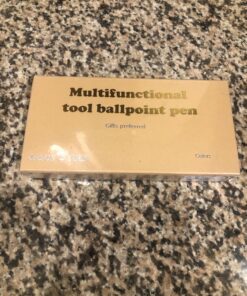 Multifunctional
tool ballpoint pen
Gifts preferred